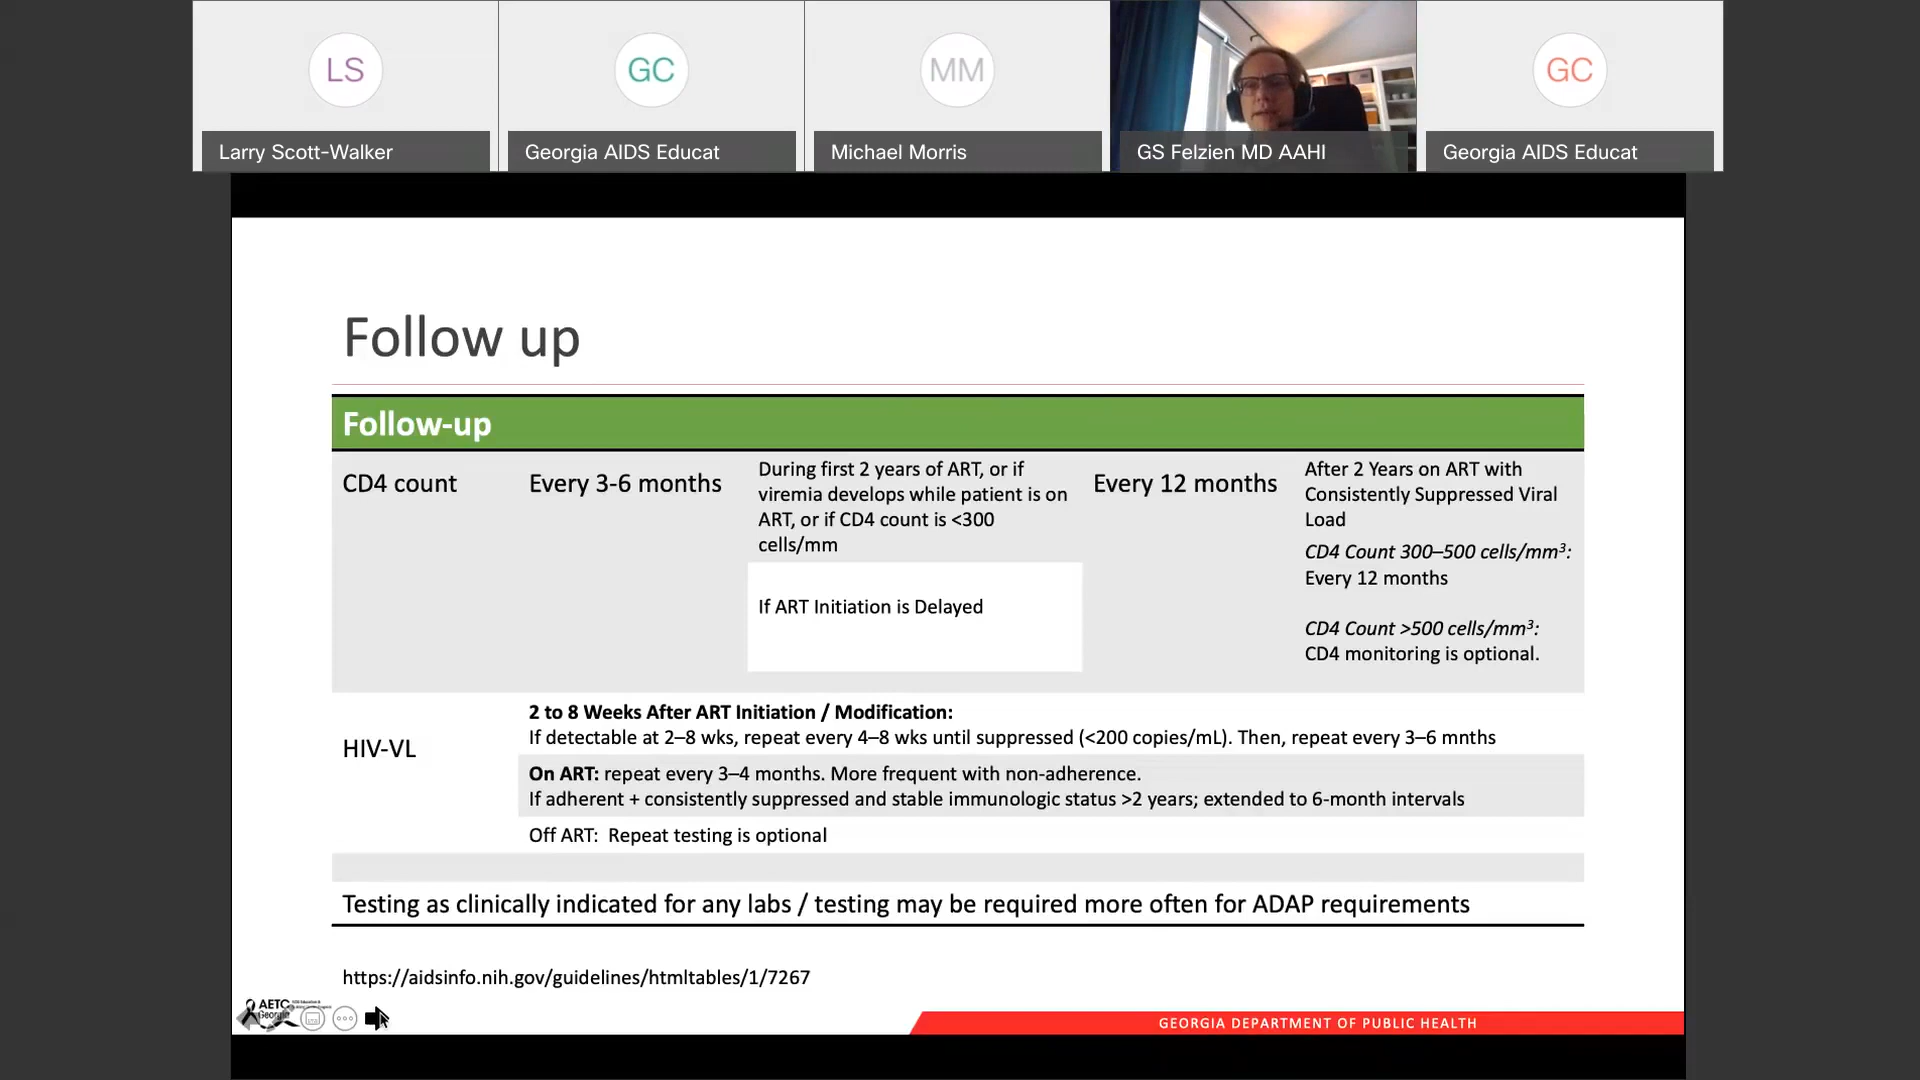 LS
GC
MM
GC
Larry Scott-Walker
Georgia AIDS Educat
Michael Morris
GS Felzien MD AAHI
Georgia AIDS Educat
Follow up
Follow-up
CD4 count
Every 3-6 months
During first 2 years of ART, or if
viremia develops while patient is on
ART, or if CD4 count is <300
cells/mm
If ART Initiation is Delayed
Every 12 months
After 2 Years on ART with
Consistently Suppressed Viral
Load
CD4 Count 300–500 cells/mm³:
Every 12 months
CD4 Count >500 cells/mm³:
CD4 monitoring is optional.
HIV-VL
2 to 8 Weeks After ART Initiation / Modification:
If detectable at 2–8 wks, repeat every 4–8 wks until suppressed (<200 copies/mL). Then, repeat every 3–6 mnths
On ART: repeat every 3–4 months. More frequent with non-adherence.
If adherent + consistently suppressed and stable immunologic status >2 years; extended to 6-month intervals
Off ART: Repeat testing is optional
Testing as clinically indicated for any labs / testing may be required more often for ADAP requirements
https://aidsinfo.nih.gov/guidelines/htmltables/1/7267
AETC
Georgia
GEORGIA DEPARTMENT OF PUBLIC HEALTH